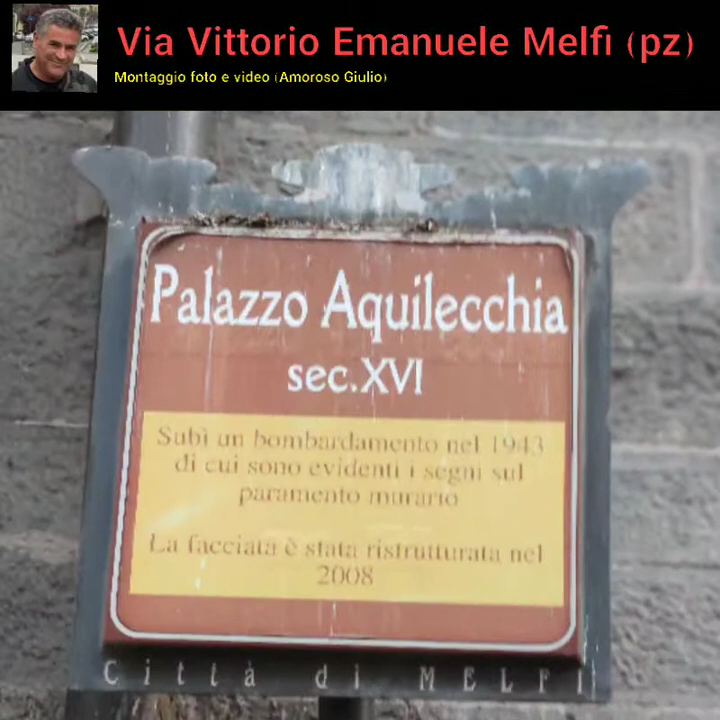 Via Vittorio Emanuele Melfi (pz)
Montaggio foto e video (Amoroso Giulio)
Palazzo Aquilecchia
sec.XVI
Subì un bombardamento nel 1943
di cui sono evidenti i segni sul
paramento murario
La facciata è stata ristrutturata nel
2008
Città di MELFI